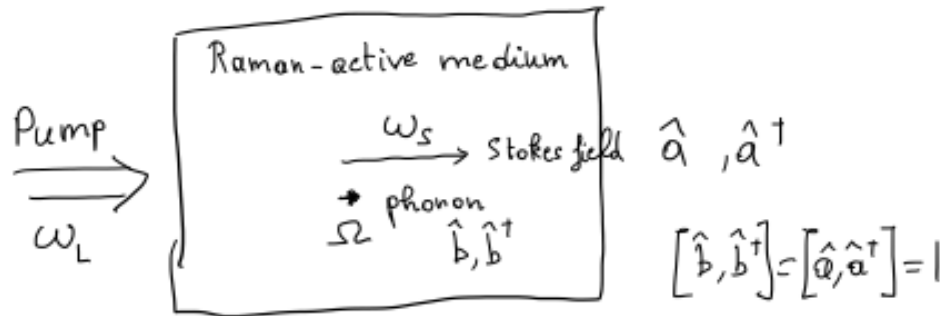 Raman-active medium
Pump
ω_L
ω_S
Stokes field â, â†
Ω phonon
b̂, b̂†
[b̂, b̂†]=[â, â†]=1